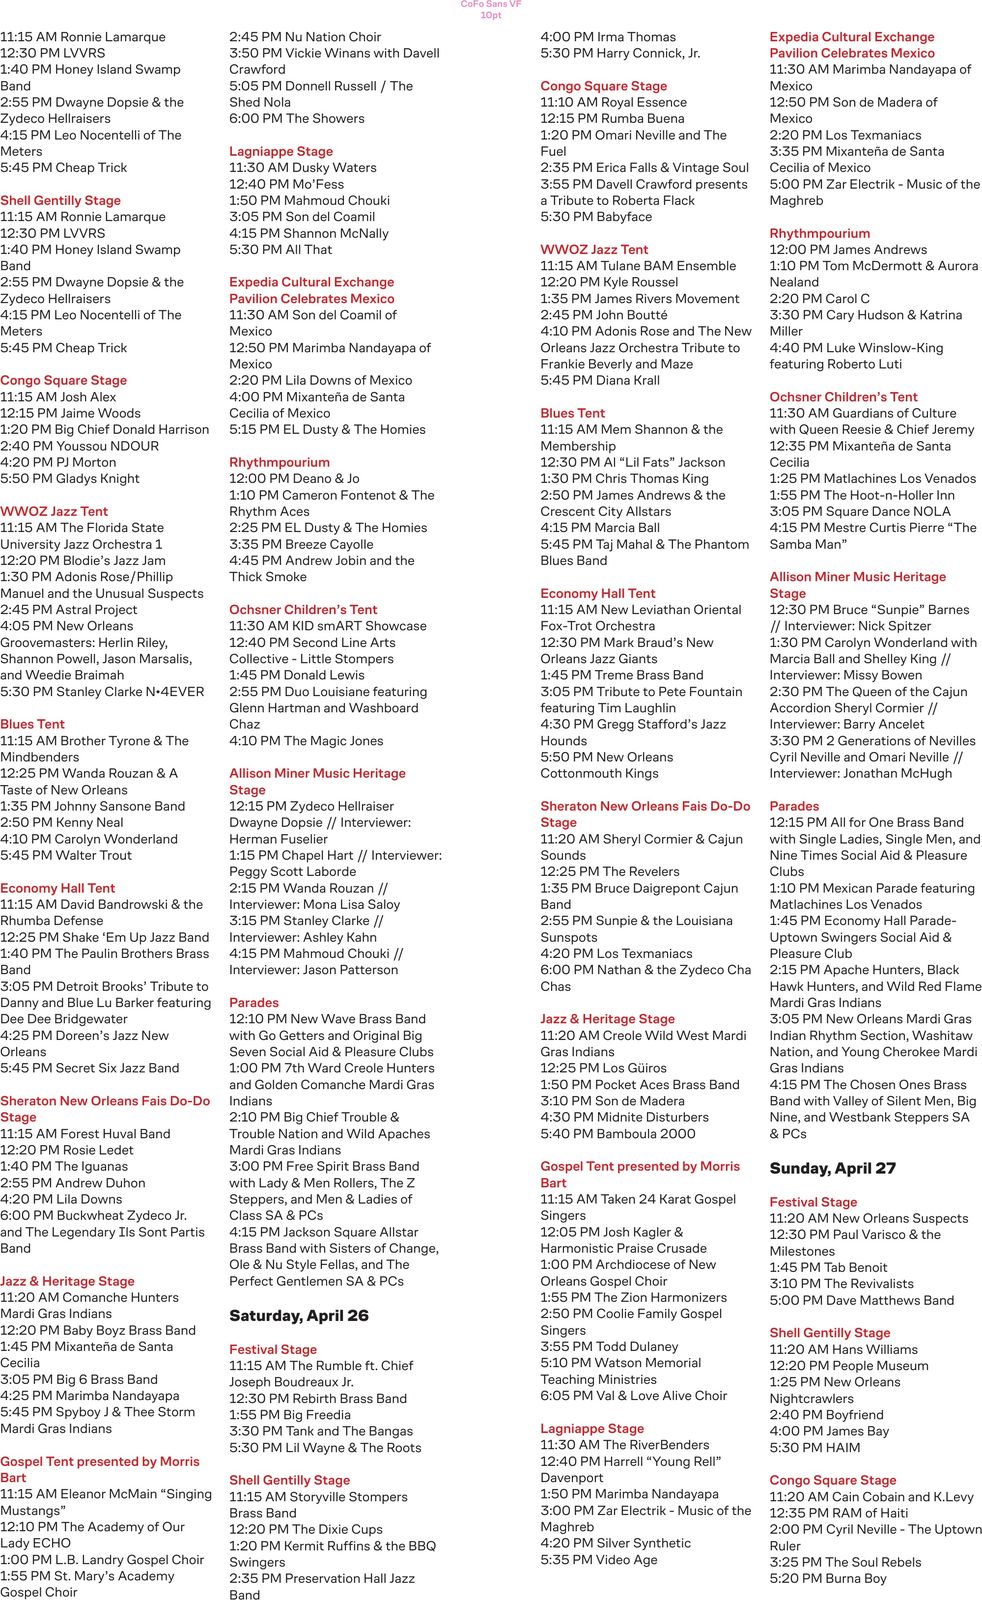 CoFo Sans VF
10pt
11:15 AM Ronnie Lamarque
12:30 PM LVVRS
1:40 PM Honey Island Swamp
Band
2:55 PM Dwayne Dopsie & the
Zydeco Hellraisers
4:15 PM Leo Nocentelli of The
Meters
5:45 PM Cheap Trick
Shell Gentilly Stage
11:15 AM Ronnie Lamarque
12:30 PM LVVRS
1:40 PM Honey Island Swamp
Band
2:55 PM Dwayne Dopsie & the
Zydeco Hellraisers
4:15 PM Leo Nocentelli of The
Meters
5:45 PM Cheap Trick
Congo Square Stage
11:15 AM Josh Alex
12:15 PM Jaime Woods
1:20 PM Big Chief Donald Harrison
2:40 PM Youssou NDOUR
4:20 PM PJ Morton
5:50 PM Gladys Knight
WWOZ Jazz Tent
11:15 AM The Florida State
University Jazz Orchestra 1
12:20 PM Blodie's Jazz Jam
1:30 PM Adonis Rose/Phillip
Manuel and the Unusual Suspects
2:45 PM Astral Project
4:05 PM New Orleans
Groovemasters: Herlin Riley,
Shannon Powell, Jason Marsalis,
and Weedie Braimah
5:30 PM Stanley Clarke N•4EVER
Blues Tent
11:15 AM Brother Tyrone & The
Mindbenders
12:25 PM Wanda Rouzan & A
Taste of New Orleans
1:35 PM Johnny Sansone Band
2:50 PM Kenny Neal
4:10 PM Carolyn Wonderland
5:45 PM Walter Trout
Economy Hall Tent
11:15 AM David Bandrowski & the
Rhumba Defense
12:25 PM Shake 'Em Up Jazz Band
1:40 PM The Paulin Brothers Brass
Band
3:05 PM Detroit Brooks' Tribute to
Danny and Blue Lu Barker featuring
Dee Dee Bridgewater
4:25 PM Doreen's Jazz New
Orleans
5:45 PM Secret Six Jazz Band
Sheraton New Orleans Fais Do-Do
Stage
11:15 AM Forest Huval Band
12:20 PM Rosie Ledet
1:40 PM The Iguanas
2:55 PM Andrew Duhon
4:20 PM Lila Downs
6:00 PM Buckwheat Zydeco Jr.
and The Legendary Ils Sont Partis
Band
Jazz & Heritage Stage
11:20 AM Comanche Hunters
Mardi Gras Indians
12:20 PM Baby Boyz Brass Band
1:45 PM Mixanteña de Santa
Cecilia
3:05 PM Big 6 Brass Band
4:25 PM Marimba Nandayapa
5:45 PM Spyboy J & Thee Storm
Mardi Gras Indians
Gospel Tent presented by Morris
Bart
11:15 AM Eleanor McMain "Singing
Mustangs"
12:10 PM The Academy of Our
Lady ECHO
1:00 PM L.B. Landry Gospel Choir
1:55 PM St. Mary's Academy
Gospel Choir
2:45 PM Nu Nation Choir
3:50 PM Vickie Winans with Davell
Crawford
5:05 PM Donnell Russell / The
Shed Nola
6:00 PM The Showers
Lagniappe Stage
11:30 AM Dusky Waters
12:40 PM Mo'Fess
1:50 PM Mahmoud Chouki
3:05 PM Son del Coamil
4:15 PM Shannon McNally
5:30 PM All That
Expedia Cultural Exchange
Pavilion Celebrates Mexico
11:30 AM Son del Coamil of
Mexico
12:50 PM Marimba Nandayapa of
Mexico
2:20 PM Lila Downs of Mexico
4:00 PM Mixanteña de Santa
Cecilia of Mexico
5:15 PM EL Dusty & The Homies
Rhythmpourium
12:00 PM Deano & Jo
1:10 PM Cameron Fontenot & The
Rhythm Aces
2:25 PM EL Dusty & The Homies
3:35 PM Breeze Cayolle
4:45 PM Andrew Jobin and the
Thick Smoke
Ochsner Children's Tent
11:30 AM KID smART Showcase
12:40 PM Second Line Arts
Collective - Little Stompers
1:45 PM Donald Lewis
2:55 PM Duo Louisiane featuring
Glenn Hartman and Washboard
Chaz
4:10 PM The Magic Jones
Allison Miner Music Heritage
Stage
12:15 PM Zydeco Hellraiser
Dwayne Dopsie // Interviewer:
Herman Fuselier
1:15 PM Chapel Hart // Interviewer:
Peggy Scott Laborde
2:15 PM Wanda Rouzan //
Interviewer: Mona Lisa Saloy
3:15 PM Stanley Clarke //
Interviewer: Ashley Kahn
4:15 PM Mahmoud Chouki //
Interviewer: Jason Patterson
Parades
12:10 PM New Wave Brass Band
with Go Getters and Original Big
Seven Social Aid & Pleasure Clubs
1:00 PM 7th Ward Creole Hunters
and Golden Comanche Mardi Gras
Indians
2:10 PM Big Chief Trouble &
Trouble Nation and Wild Apaches
Mardi Gras Indians
3:00 PM Free Spirit Brass Band
with Lady & Men Rollers, The Z
Steppers, and Men & Ladies of
Class SA & PCs
4:15 PM Jackson Square Allstar
Brass Band with Sisters of Change,
Ole & Nu Style Fellas, and The
Perfect Gentlemen SA & PCs
Saturday, April 26
Festival Stage
11:15 AM The Rumble ft. Chief
Joseph Boudreaux Jr.
12:30 PM Rebirth Brass Band
1:55 PM Big Freedia
3:30 PM Tank and The Bangas
5:30 PM Lil Wayne & The Roots
Shell Gentilly Stage
11:15 AM Storyville Stompers
Brass Band
12:20 PM The Dixie Cups
1:20 PM Kermit Ruffins & the BBQ
Swingers
2:35 PM Preservation Hall Jazz
Band
4:00 PM Irma Thomas
5:30 PM Harry Connick, Jr.
Congo Square Stage
11:10 AM Royal Essence
12:15 PM Rumba Buena
1:20 PM Omari Neville and The
Fuel
2:35 PM Erica Falls & Vintage Soul
3:55 PM Davell Crawford presents
a Tribute to Roberta Flack
5:30 PM Babyface
WWOZ Jazz Tent
11:15 AM Tulane BAM Ensemble
12:20 PM Kyle Roussel
1:35 PM James Rivers Movement
2:45 PM John Boutté
4:10 PM Adonis Rose and The New
Orleans Jazz Orchestra Tribute to
Frankie Beverly and Maze
5:45 PM Diana Krall
Blues Tent
11:15 AM Mem Shannon & the
Membership
12:30 PM Al "Lil Fats" Jackson
1:30 PM Chris Thomas King
2:50 PM James Andrews & the
Crescent City Allstars
4:15 PM Marcia Ball
5:45 PM Taj Mahal & The Phantom
Blues Band
Economy Hall Tent
11:15 AM New Leviathan Oriental
Fox-Trot Orchestra
12:30 PM Mark Braud's New
Orleans Jazz Giants
1:45 PM Treme Brass Band
3:05 PM Tribute to Pete Fountain
featuring Tim Laughlin
4:30 PM Gregg Stafford's Jazz
Hounds
5:50 PM New Orleans
Cottonmouth Kings
Sheraton New Orleans Fais Do-Do
Stage
11:20 AM Sheryl Cormier & Cajun
Sounds
12:25 PM The Revelers
1:35 PM Bruce Daigrepont Cajun
Band
2:55 PM Sunpie & the Louisiana
Sunspots
4:20 PM Los Texmaniacs
6:00 PM Nathan & the Zydeco Cha
Chas
Jazz & Heritage Stage
11:20 AM Creole Wild West Mardi
Gras Indians
12:25 PM Los Güiros
1:50 PM Pocket Aces Brass Band
3:10 PM Son de Madera
4:30 PM Midnite Disturbers
5:40 PM Bamboula 2000
Gospel Tent presented by Morris
Bart
11:15 AM Taken 24 Karat Gospel
Singers
12:05 PM Josh Kagler &
Harmonistic Praise Crusade
1:00 PM Archdiocese of New
Orleans Gospel Choir
1:55 PM The Zion Harmonizers
2:50 PM Coolie Family Gospel
Singers
3:55 PM Todd Dulaney
5:10 PM Watson Memorial
Teaching Ministries
6:05 PM Val & Love Alive Choir
Lagniappe Stage
11:30 AM The RiverBenders
12:40 PM Harrell "Young Rell"
Davenport
1:50 PM Marimba Nandayapa
3:00 PM Zar Electrik - Music of the
Maghreb
4:20 PM Silver Synthetic
5:35 PM Video Age
Expedia Cultural Exchange
Pavilion Celebrates Mexico
11:30 AM Marimba Nandayapa of
Mexico
12:50 PM Son de Madera of
Mexico
2:20 PM Los Texmaniacs
3:35 PM Mixanteña de Santa
Cecilia of Mexico
5:00 PM Zar Electrik - Music of the
Maghreb
Rhythmpourium
12:00 PM James Andrews
1:10 PM Tom McDermott & Aurora
Nealand
2:20 PM Carol C
3:30 PM Cary Hudson & Katrina
Miller
4:40 PM Luke Winslow-King
featuring Roberto Luti
Ochsner Children's Tent
11:30 AM Guardians of Culture
with Queen Reesie & Chief Jeremy
12:35 PM Mixanteña de Santa
Cecilia
1:25 PM Matlachines Los Venados
1:55 PM The Hoot-n-Holler Inn
3:05 PM Square Dance NOLA
4:15 PM Mestre Curtis Pierre "The
Samba Man"
Allison Miner Music Heritage
Stage
12:30 PM Bruce "Sunpie" Barnes
// Interviewer: Nick Spitzer
1:30 PM Carolyn Wonderland with
Marcia Ball and Shelley King //
Interviewer: Missy Bowen
2:30 PM The Queen of the Cajun
Accordion Sheryl Cormier //
Interviewer: Barry Ancelet
3:30 PM 2 Generations of Nevilles
Cyril Neville and Omari Neville //
Interviewer: Jonathan McHugh
Parades
12:15 PM All for One Brass Band
with Single Ladies, Single Men, and
Nine Times Social Aid & Pleasure
Clubs
1:10 PM Mexican Parade featuring
Matlachines Los Venados
1:45 PM Economy Hall Parade-
Uptown Swingers Social Aid &
Pleasure Club
2:15 PM Apache Hunters, Black
Hawk Hunters, and Wild Red Flame
Mardi Gras Indians
3:05 PM New Orleans Mardi Gras
Indian Rhythm Section, Washitaw
Nation, and Young Cherokee Mardi
Gras Indians
4:15 PM The Chosen Ones Brass
Band with Valley of Silent Men, Big
Nine, and Westbank Steppers SA
& PCs
Sunday, April 27
Festival Stage
11:20 AM New Orleans Suspects
12:30 PM Paul Varisco & the
Milestones
1:45 PM Tab Benoit
3:10 PM The Revivalists
5:00 PM Dave Matthews Band
Shell Gentilly Stage
11:20 AM Hans Williams
12:20 PM People Museum
1:25 PM New Orleans
Nightcrawlers
2:40 PM Boyfriend
4:00 PM James Bay
5:30 PM HAIM
Congo Square Stage
11:20 AM Cain Cobain and K.Levy
12:35 PM RAM of Haiti
2:00 PM Cyril Neville - The Uptown
Ruler
3:25 PM The Soul Rebels
5:20 PM Burna Boy